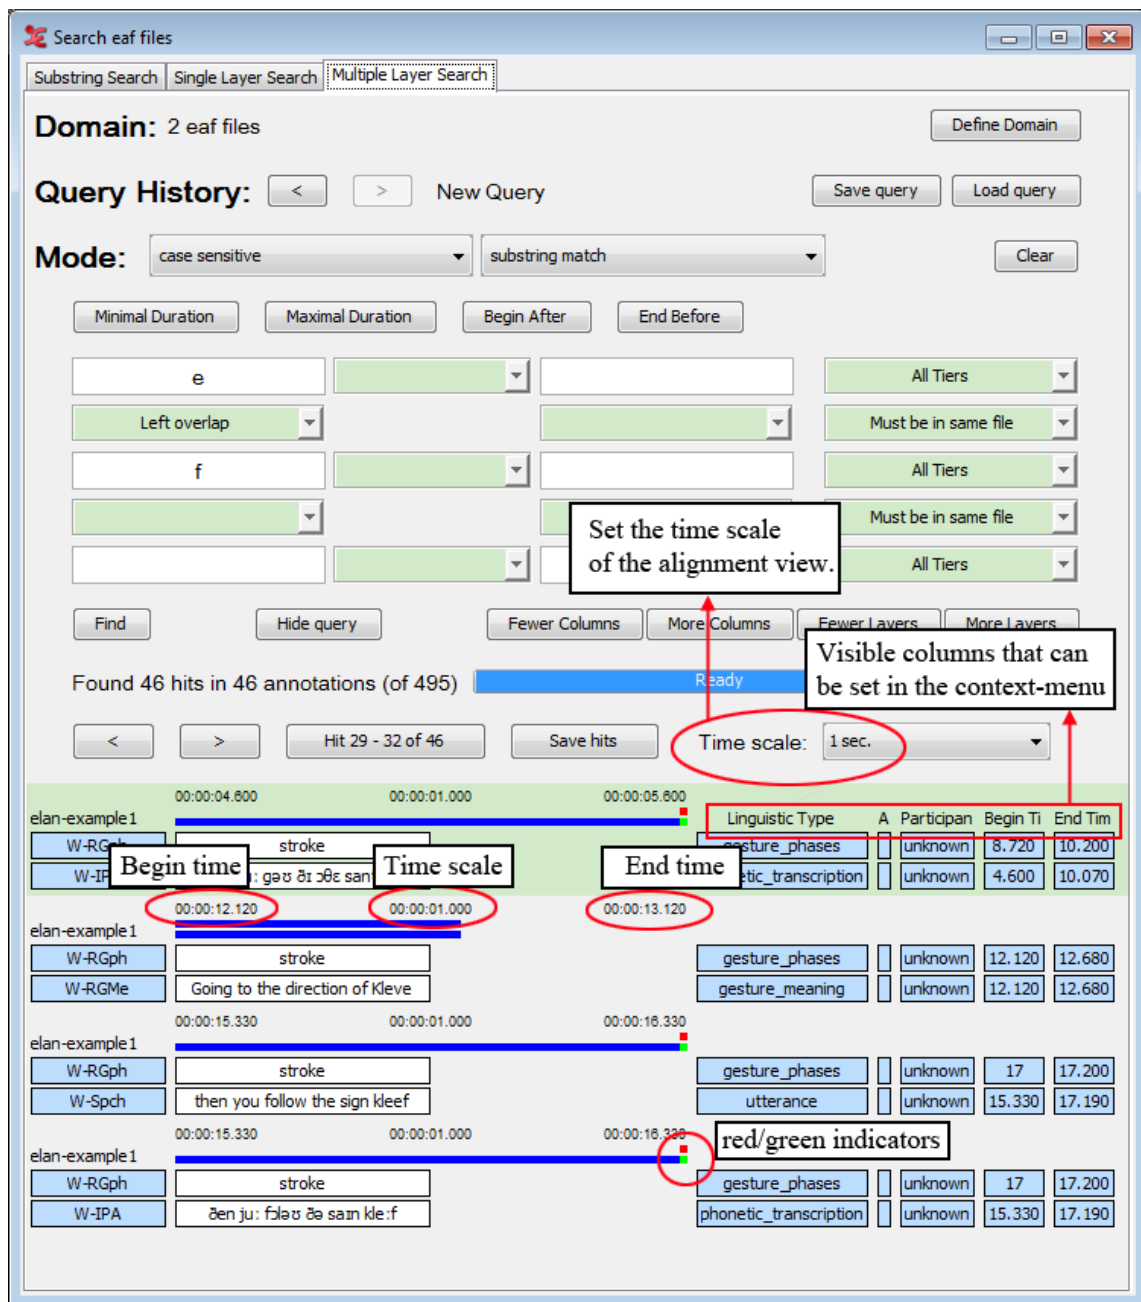 Search eaf files
Substring Search Single Layer Search Multiple Layer Search
Domain: 2 eaf files Define Domain
Query History: < > New Query Save query Load query
Mode: case sensitive substring match Clear
Minimal Duration Maximal Duration Begin After End Before
e All Tiers
Left overlap Must be in same file
f All Tiers
Must be in same file
Set the time scale
of the alignment view.
All Tiers
Find Hide query Fewer Columns More Columns Fewer Layers More Layers
Visible columns that can
be set in the context-menu
Found 46 hits in 46 annotations (of 495) Ready
< > Hit 29 - 32 of 46 Save hits Time scale: 1 sec.
00:00:04.600 00:00:01.000 00:00:05.600
elan-example1 Linguistic Type A Participan Begin Ti End Tim
W-RGph stroke gesture_phases unknown 8.720 10.200
Begin time Time scale End time
W-IP : gəʊ ðɪ ɔθɛ san netic_transcription unknown 4.600 10.070
00:00:12.120 00:00:01.000 00:00:13.120
elan-example1
W-RGph stroke gesture_phases unknown 12.120 12.680
W-RGMe Going to the direction of Kleve gesture_meaning unknown 12.120 12.680
00:00:15.330 00:00:01.000 00:00:16.330
elan-example1
W-RGph stroke gesture_phases unknown 17 17.200
W-Spch then you follow the sign kleef utterance unknown 15.330 17.190
00:00:15.330 00:00:01.000 00:00:16.330
red/green indicators
elan-example1
W-RGph stroke gesture_phases unknown 17 17.200
W-IPA ðen ju: fɔləʊ ðə saɪn kle:f phonetic_transcription unknown 15.330 17.190